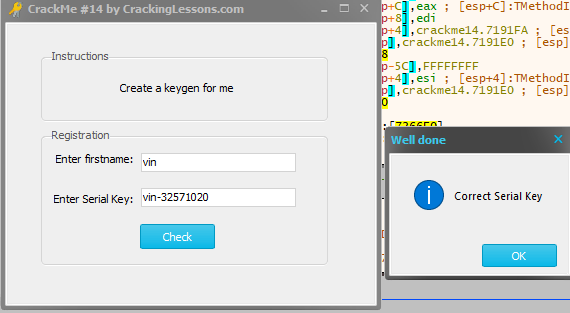 CrackMe #14 by CrackingLessons.com
Instructions
Create a keygen for me
Registration
Enter firstname:
vin
Enter Serial Key:
vin-32571020
Check
p+C],eax ; [esp+C]:TMethodI
p+8],edi
p+4],crackme14.7191FA ; [es
p],crackme14.7191E0 ; [esp]
8
p-5C],FFFFFFFF
p+4],esi ; [esp+4]:TMethodI
p],crackme14.7191E0 ; [esp]
0
Well done
Correct Serial Key
OK